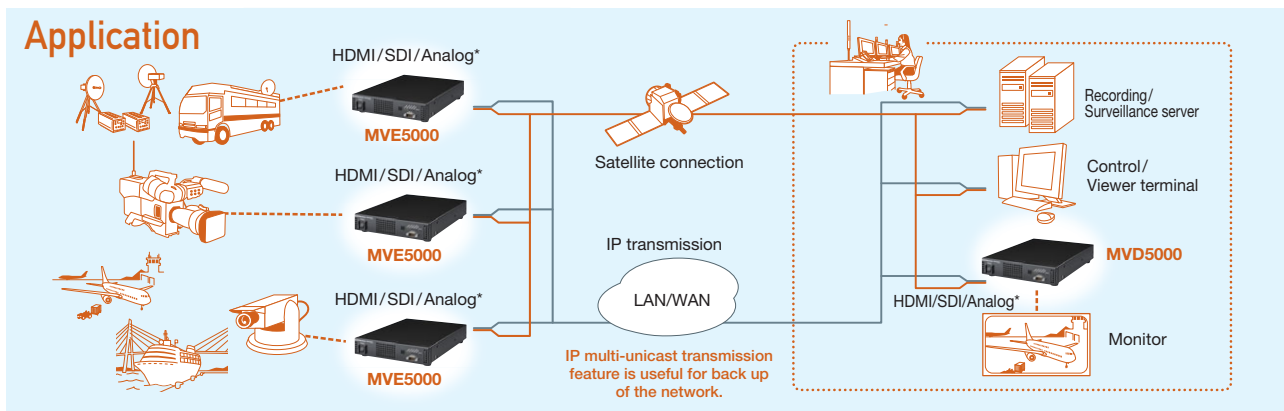 Application
HDMI/SDI/Analog*
MVE5000
HDMI/SDI/Analog*
MVE5000
HDMI/SDI/Analog*
MVE5000
Satellite connection
IP transmission
LAN/WAN
IP multi-unicast transmission
feature is useful for back up
of the network.
Recording/
Surveillance server
Control/
Viewer terminal
MVD5000
HDMI/SDI/Analog*
Monitor